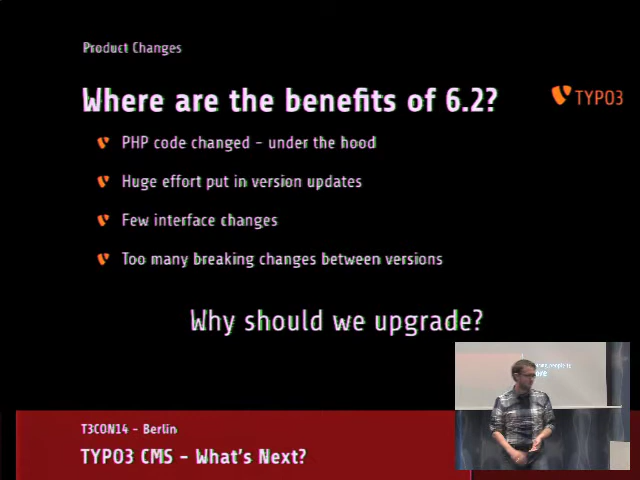 Product Changes
Where are the benefits of 6.2?
TYPO3
PHP code changed - under the hood
Huge effort put in version updates
Few interface changes
Too many breaking changes between versions
Why should we upgrade?
T3CON14 - Berlin
TYPO3 CMS - What's Next?